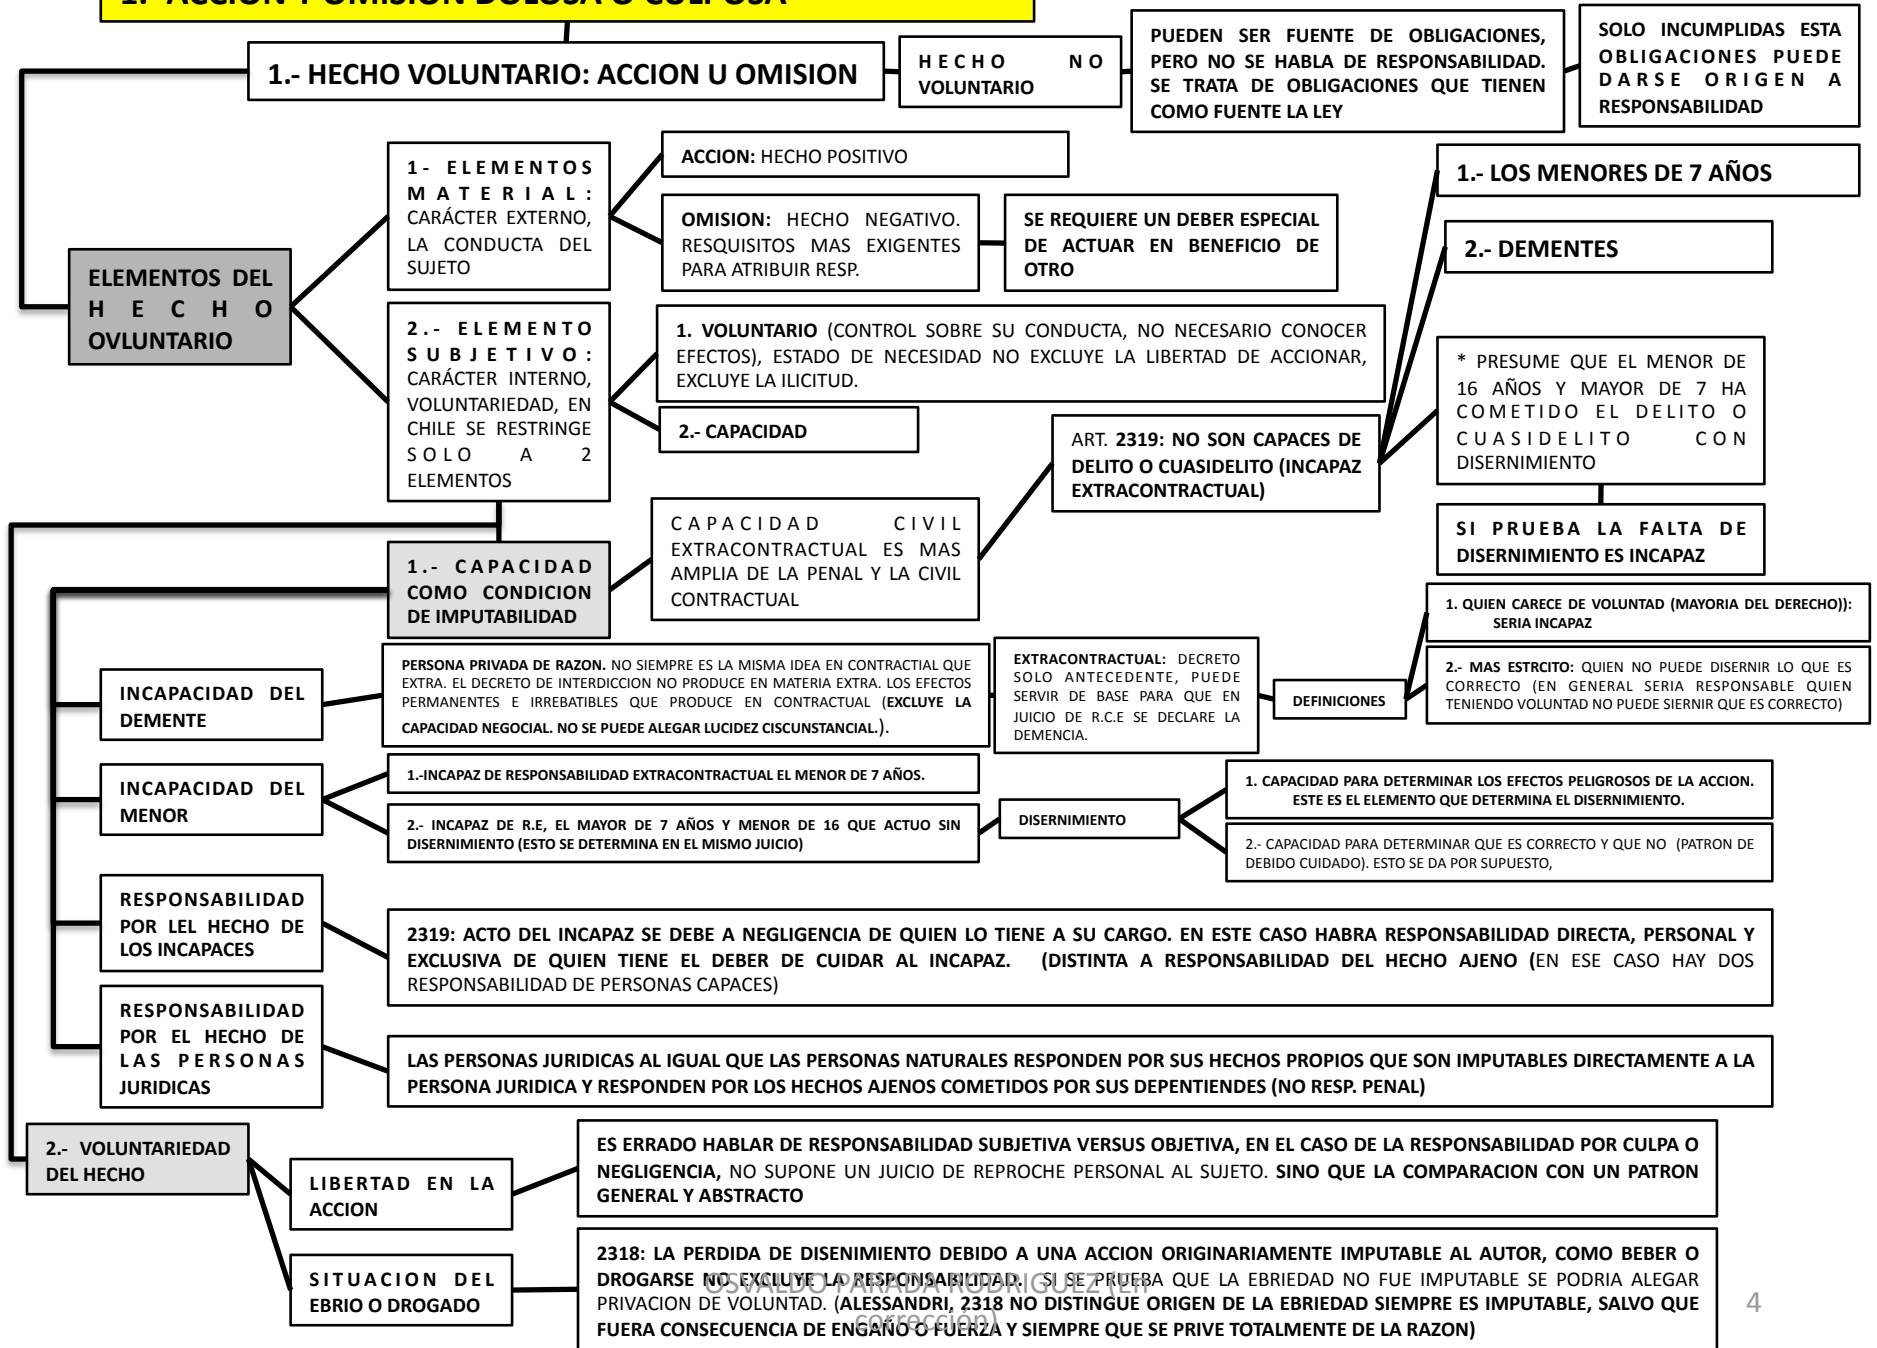 1.- ACCION Y OMISION DOLOSA O CULPOSA
1.- HECHO VOLUNTARIO: ACCION U OMISION
HECHO NO
VOLUNTARIO
PUEDEN SER FUENTE DE OBLIGACIONES,
PERO NO SE HABLA DE RESPONSABILIDAD.
SE TRATA DE OBLIGACIONES QUE TIENEN
COMO FUENTE LA LEY
SOLO INCUMPLIDAS ESTA
OBLIGACIONES PUEDE
DARSE ORIGEN A
RESPONSABILIDAD
ELEMENTOS DEL
HECHO
OVLUNTARIO
1- ELEMENTOS
MATERIAL:
CARÁCTER EXTERNO,
LA CONDUCTA DEL
SUJETO
ACCION: HECHO POSITIVO
OMISION: HECHO NEGATIVO.
RESQUISITOS MAS EXIGENTES
PARA ATRIBUIR RESP.
SE REQUIERE UN DEBER ESPECIAL
DE ACTUAR EN BENEFICIO DE
OTRO
2.- ELEMENTO
SUBJETIVO:
CARÁCTER INTERNO,
VOLUNTARIEDAD, EN
CHILE SE RESTRINGE
SOLO A 2
ELEMENTOS
1. VOLUNTARIO (CONTROL SOBRE SU CONDUCTA, NO NECESARIO CONOCER
EFECTOS), ESTADO DE NECESIDAD NO EXCLUYE LA LIBERTAD DE ACCIONAR,
EXCLUYE LA ILICITUD.
2.- CAPACIDAD
1.- CAPACIDAD
COMO CONDICION
DE IMPUTABILIDAD
CAPACIDAD CIVIL
EXTRACONTRACTUAL ES MAS
AMPLIA DE LA PENAL Y LA CIVIL
CONTRACTUAL
ART. 2319: NO SON CAPACES DE
DELITO O CUASIDELITO (INCAPAZ
EXTRACONTRACTUAL)
1.- LOS MENORES DE 7 AÑOS
2.- DEMENTES
* PRESUME QUE EL MENOR DE
16 AÑOS Y MAYOR DE 7 HA
COMETIDO EL DELITO O
CUASIDELITO CON
DISERNIMIENTO
SI PRUEBA LA FALTA DE
DISERNIMIENTO ES INCAPAZ
INCAPACIDAD DEL
DEMENTE
PERSONA PRIVADA DE RAZON. NO SIEMPRE ES LA MISMA IDEA EN CONTRACTIAL QUE
EXTRA. EL DECRETO DE INTERDICCION NO PRODUCE EN MATERIA EXTRA. LOS EFECTOS
PERMANENTES E IRREBATIBLES QUE PRODUCE EN CONTRACTUAL (EXCLUYE LA
CAPACIDAD NEGOCIAL. NO SE PUEDE ALEGAR LUCIDEZ CISCUNSTANCIAL.).
EXTRACONTRACTUAL: DECRETO
SOLO ANTECEDENTE, PUEDE
SERVIR DE BASE PARA QUE EN
JUICIO DE R.C.E SE DECLARE LA
DEMENCIA.
DEFINICIONES
1. QUIEN CARECE DE VOLUNTAD (MAYORIA DEL DERECHO)):
SERIA INCAPAZ
2.- MAS ESTRCITO: QUIEN NO PUEDE DISERNIR LO QUE ES
CORRECTO (EN GENERAL SERIA RESPONSABLE QUIEN
TENIENDO VOLUNTAD NO PUEDE SIERNIR QUE ES CORRECTO)
INCAPACIDAD DEL
MENOR
1.-INCAPAZ DE RESPONSABILIDAD EXTRACONTRACTUAL EL MENOR DE 7 AÑOS.
2.- INCAPAZ DE R.E, EL MAYOR DE 7 AÑOS Y MENOR DE 16 QUE ACTUO SIN
DISERNIMIENTO (ESTO SE DETERMINA EN EL MISMO JUICIO)
DISERNIMIENTO
1. CAPACIDAD PARA DETERMINAR LOS EFECTOS PELIGROSOS DE LA ACCION.
ESTE ES EL ELEMENTO QUE DETERMINA EL DISERNIMIENTO.
2.- CAPACIDAD PARA DETERMINAR QUE ES CORRECTO Y QUE NO (PATRON DE
DEBIDO CUIDADO). ESTO SE DA POR SUPUESTO,
RESPONSABILIDAD
POR LEL HECHO DE
LOS INCAPACES
2319: ACTO DEL INCAPAZ SE DEBE A NEGLIGENCIA DE QUIEN LO TIENE A SU CARGO. EN ESTE CASO HABRA RESPONSABILIDAD DIRECTA, PERSONAL Y
EXCLUSIVA DE QUIEN TIENE EL DEBER DE CUIDAR AL INCAPAZ. (DISTINTA A RESPONSABILIDAD DEL HECHO AJENO (EN ESE CASO HAY DOS
RESPONSABILIDAD DE PERSONAS CAPACES)
RESPONSABILIDAD
POR EL HECHO DE
LAS PERSONAS
JURIDICAS
LAS PERSONAS JURIDICAS AL IGUAL QUE LAS PERSONAS NATURALES RESPONDEN POR SUS HECHOS PROPIOS QUE SON IMPUTABLES DIRECTAMENTE A LA
PERSONA JURIDICA Y RESPONDEN POR LOS HECHOS AJENOS COMETIDOS POR SUS DEPENTIENDES (NO RESP. PENAL)
2.- VOLUNTARIEDAD
DEL HECHO
LIBERTAD EN LA
ACCION
ES ERRADO HABLAR DE RESPONSABILIDAD SUBJETIVA VERSUS OBJETIVA, EN EL CASO DE LA RESPONSABILIDAD POR CULPA O
NEGLIGENCIA, NO SUPONE UN JUICIO DE REPROCHE PERSONAL AL SUJETO. SINO QUE LA COMPARACION CON UN PATRON
GENERAL Y ABSTRACTO
SITUACION DEL
EBRIO O DROGADO
2318: LA PERDIDA DE DISENIMIENTO DEBIDO A UNA ACCION ORIGINARIAMENTE IMPUTABLE AL AUTOR, COMO BEBER O
DROGARSE NO EXCLUYE LA RESPONSABILIDAD. SI SE PRUEBA QUE LA EBRIEDAD NO FUE IMPUTABLE SE PODRIA ALEGAR
PRIVACION DE VOLUNTAD. (ALESSANDRI, 2318 NO DISTINGUE ORIGEN DE LA EBRIEDAD SIEMPRE ES IMPUTABLE, SALVO QUE
FUERA CONSECUENCIA DE ENGAÑO O FUERZA Y SIEMPRE QUE SE PRIVE TOTALMENTE DE LA RAZON)
OSVALDO PARADA RODRIGUEZ (En
corrección)
4